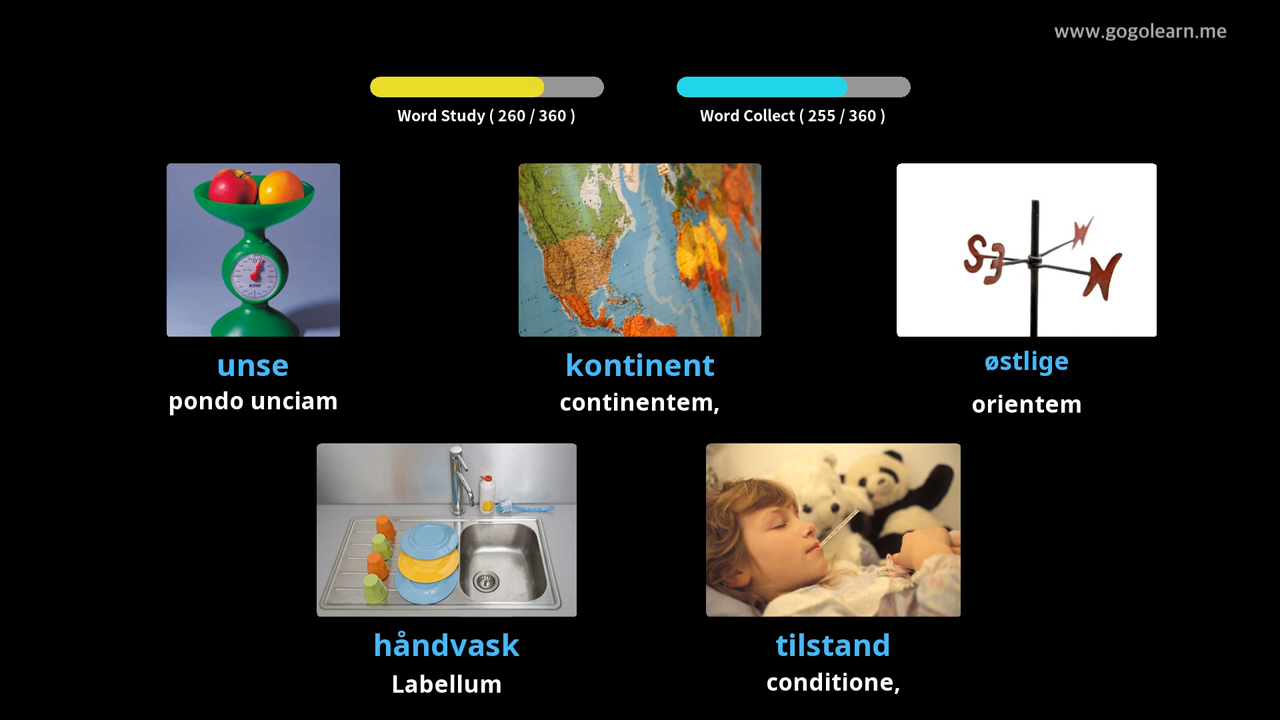 www.gogolearn.me
Word Study ( 260 / 360 )
Word Collect ( 255 / 360 )
unse
pondo unciam
kontinent
continentem,
østlige
orientem
S
E
N
W
håndvask
Labellum
tilstand
conditione,